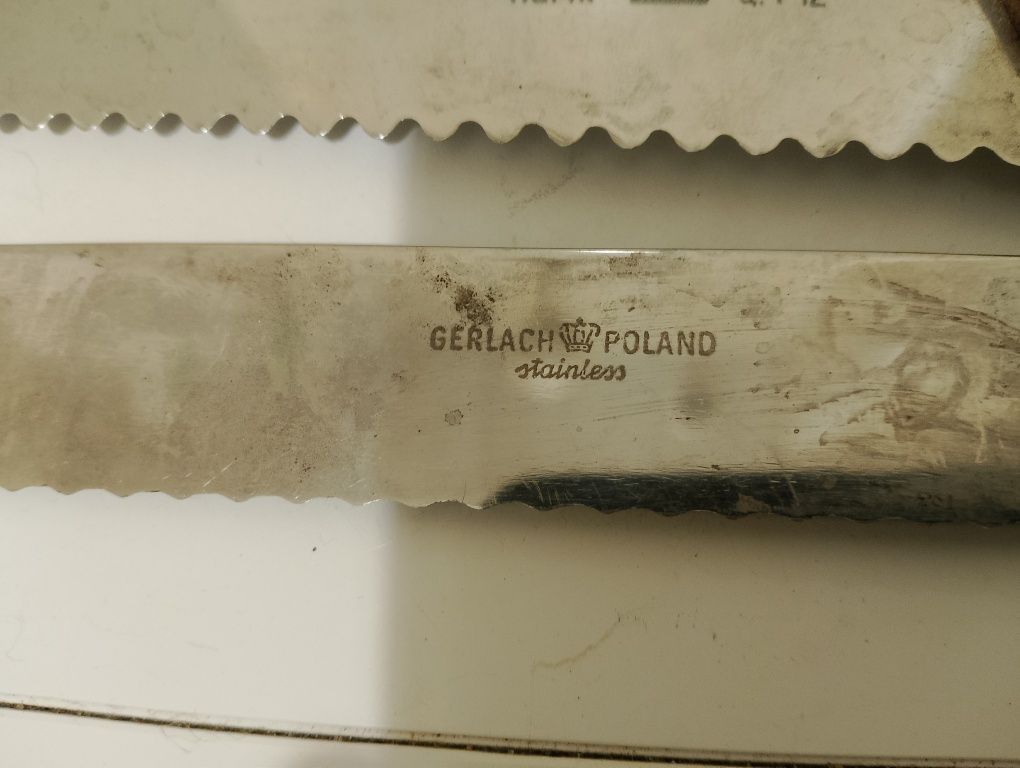 GERLACH POLAND
stainless